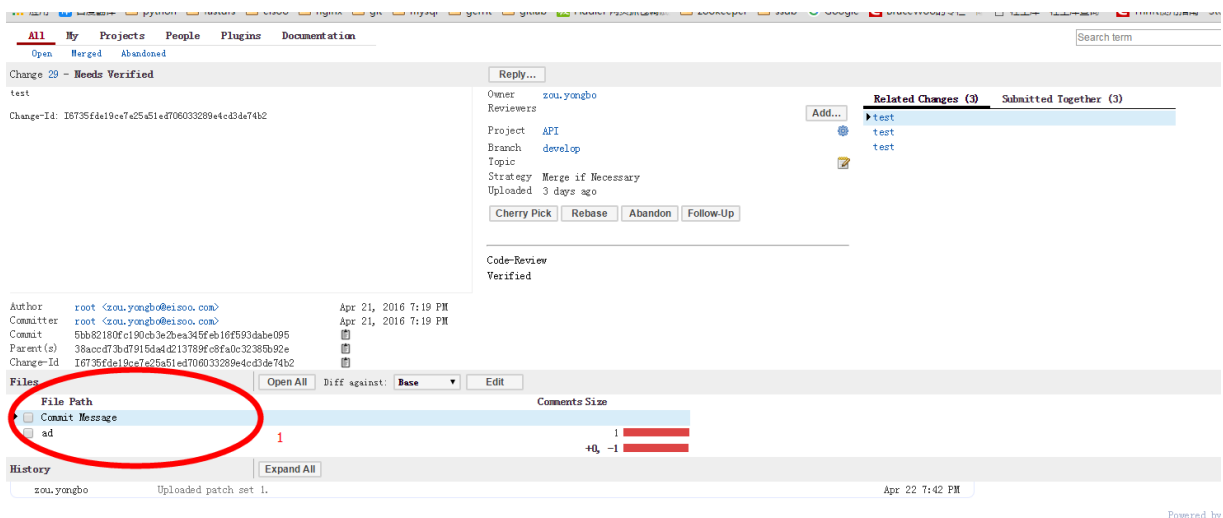 python
nginx
git
mysql
gerrit
gitlab
zookeeper
ssdb
Google
All My Projects People Plugins Documentation
Search term
Open Merged Abandoned
Change 29 - Needs Verified
Reply...
test
Change-Id: I6735fde19ce7e25a51ed706033289e4cd3de74b2
Owner zou.yongbo
Reviewers
Add...
Project API
Branch develop
Topic
Strategy Merge if Necessary
Uploaded 3 days ago
Cherry Pick Rebase Abandon Follow-Up
Code-Review
Verified
Related Changes (3) Submitted Together (3)
test
test
test
Author root <zou.yongbo@eisoo.com> Apr 21, 2016 7:19 PM
Committer root <zou.yongbo@eisoo.com> Apr 21, 2016 7:19 PM
Commit 5bb82180fc190cb3e2bea345feb16f593dabe095
Parent(s) 38accd73bd7915da4d213789fc8fa0c32385b92e
Change-Id I6735fde19ce7e25a51ed706033289e4cd3de74b2
Files Open All Diff against: Base Edit
File Path Comments Size
Commit Message
ad 1
1
+0, -1
History Expand All
zou.yongbo Uploaded patch set 1. Apr 22 7:42 PM
Powered by